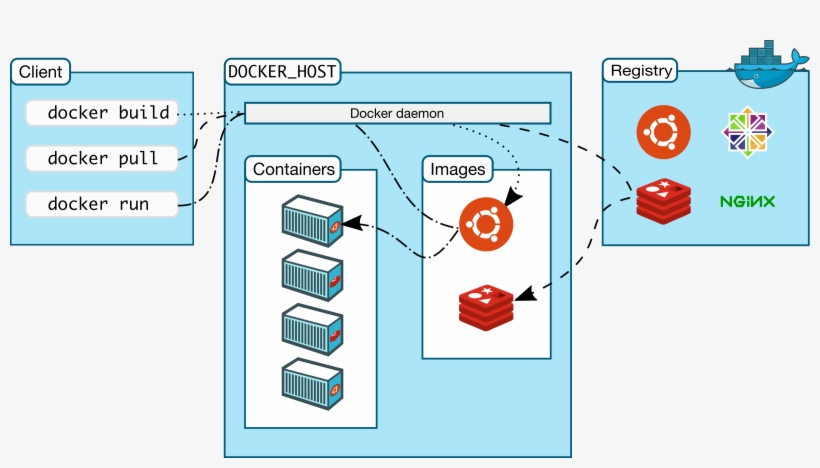 Client
docker build
docker pull
docker run
DOCKER_HOST
Docker daemon
Containers
Images
Registry
NGiNX